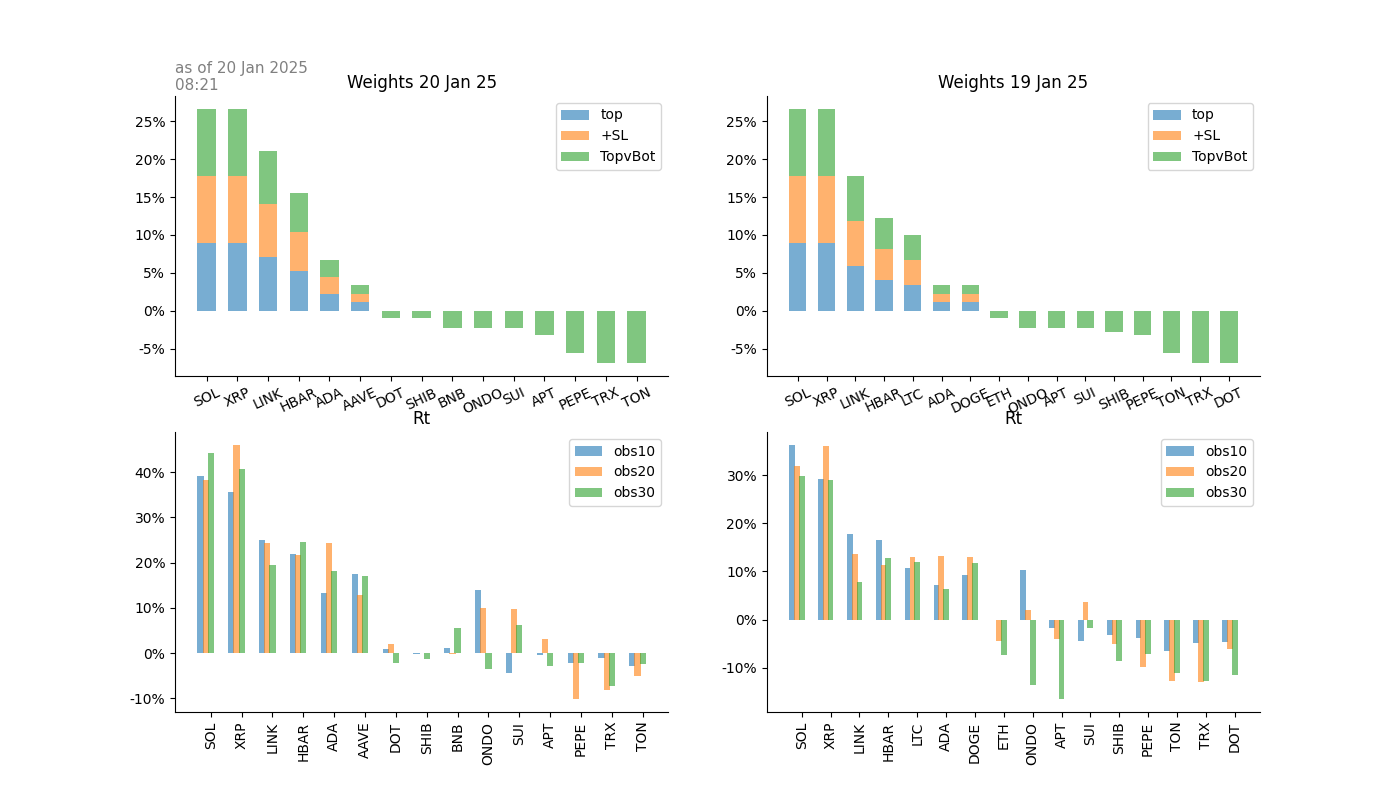 as of 20 Jan 2025
08:21
Weights 20 Jan 25
25%
20%
15%
10%
5%
0%
-5%
top
+SL
TopvBot
SOL XRP LINK HBAR ADA AAVE DOT SHIB BNB ONDO SUI APT PEPE TRX TON
Weights 19 Jan 25
25%
20%
15%
10%
5%
0%
-5%
top
+SL
TopvBot
SOL XRP LINK HBAR LTC ADA DOGE ETH ONDO APT SUI SHIB PEPE TON TRX DOT
Rt
40%
30%
20%
10%
0%
-10%
obs10
obs20
obs30
SOL XRP LINK HBAR ADA AAVE DOT SHIB BNB ONDO SUI APT PEPE TRX TON
Rt
30%
20%
10%
0%
-10%
obs10
obs20
obs30
SOL XRP LINK HBAR LTC ADA DOGE ETH ONDO APT SUI SHIB PEPE TON TRX DOT